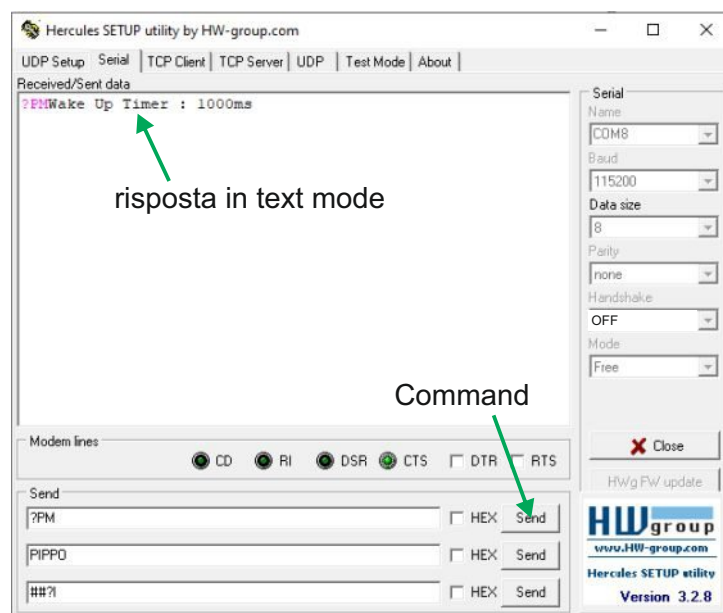 Hercules SETUP utility by HW-group.com
UDP Setup Serial TCP Client TCP Server UDP Test Mode About
Received/Sent data
?PMWake Up Timer : 1000ms
risposta in text mode
Serial
Name
COM8
Baud
115200
Data size
8
Parity
none
Handshake
OFF
Mode
Free
Command
Modem lines
CD RI DSR CTS DTR RTS
Close
HWg FW update
Send
?PM HEX Send
PIPPO HEX Send
##?I HEX Send
HWgroup
www.HW-group.com
Hercules SETUP utility
Version 3.2.8